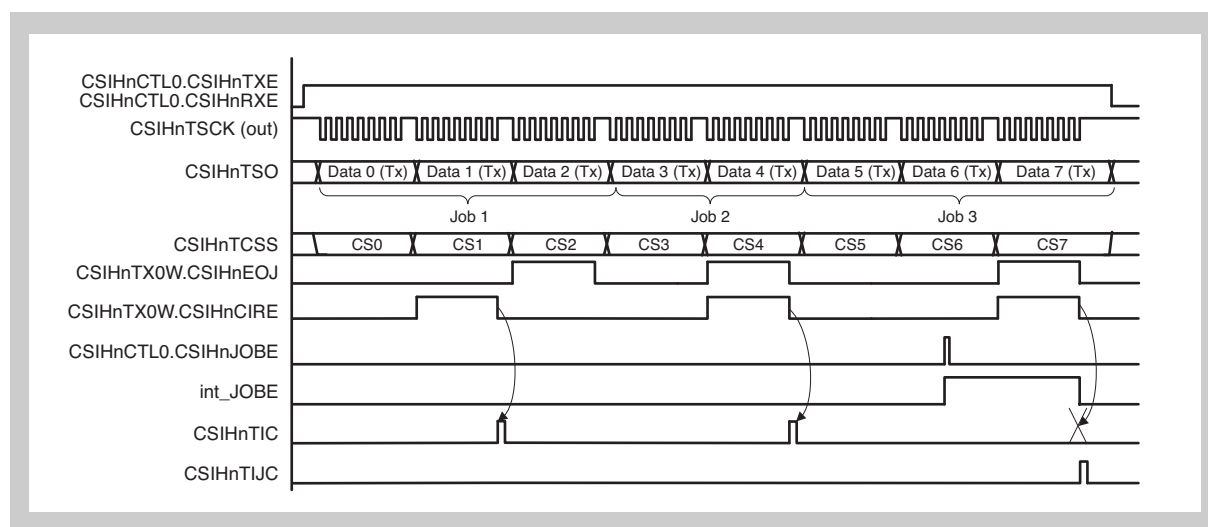 CSIHnCTL0.CSIHnTXE
CSIHnCTL0.CSIHnRXE
CSIHnTSCK (out)
CSIHnTSO
Data 0 (Tx) Data 1 (Tx) Data 2 (Tx) Data 3 (Tx) Data 4 (Tx) Data 5 (Tx) Data 6 (Tx) Data 7 (Tx)
Job 1 Job 2 Job 3
CSIHnTCSS
CS0 CS1 CS2 CS3 CS4 CS5 CS6 CS7
CSIHnTX0W.CSIHnEOJ
CSIHnTX0W.CSIHnCIRE
CSIHnCTL0.CSIHnJOBE
int_JOBE
CSIHnTIC
CSIHnTIJC